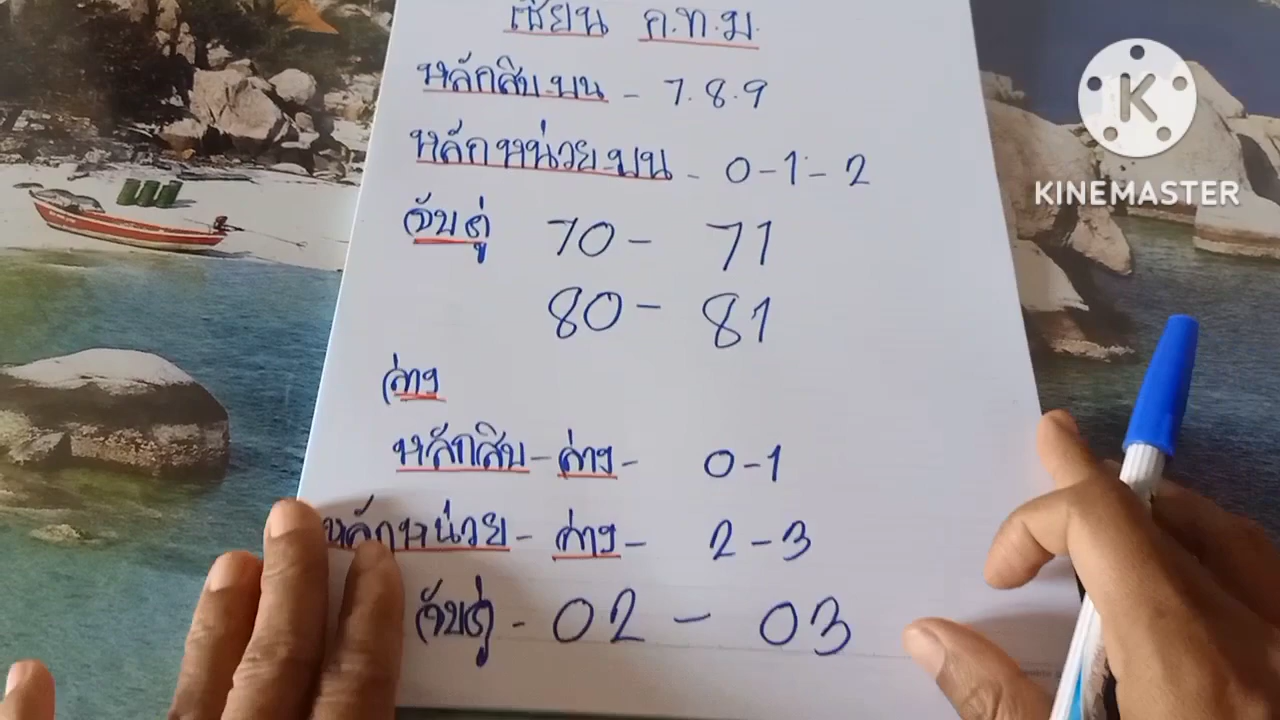 เซียน ค.ท.ม.
หลักสิบ-บน - 7.8.9
หลักหน่วย-บน - 0-1-2
จับคู่ 70 - 71
80 - 81
ล่าง
หลักสิบ - ล่าง - 0-1
หลักหน่วย - ล่าง - 2-3
จับคู่ - 02 - 03
K
KINEMASTER